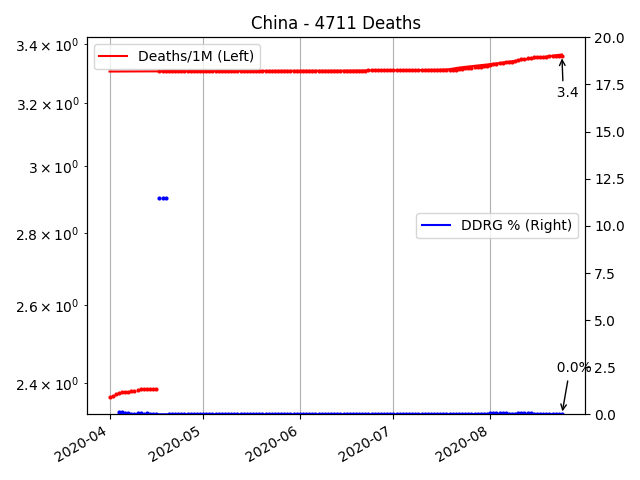 China - 4711 Deaths
3.4 × 10⁰
3.2 × 10⁰
3 × 10⁰
2.8 × 10⁰
2.6 × 10⁰
2.4 × 10⁰
Deaths/1M (Left)
DDRG % (Right)
3.4
0.0%
20.0
17.5
15.0
12.5
10.0
7.5
5.0
2.5
0.0
2020-04
2020-05
2020-06
2020-07
2020-08